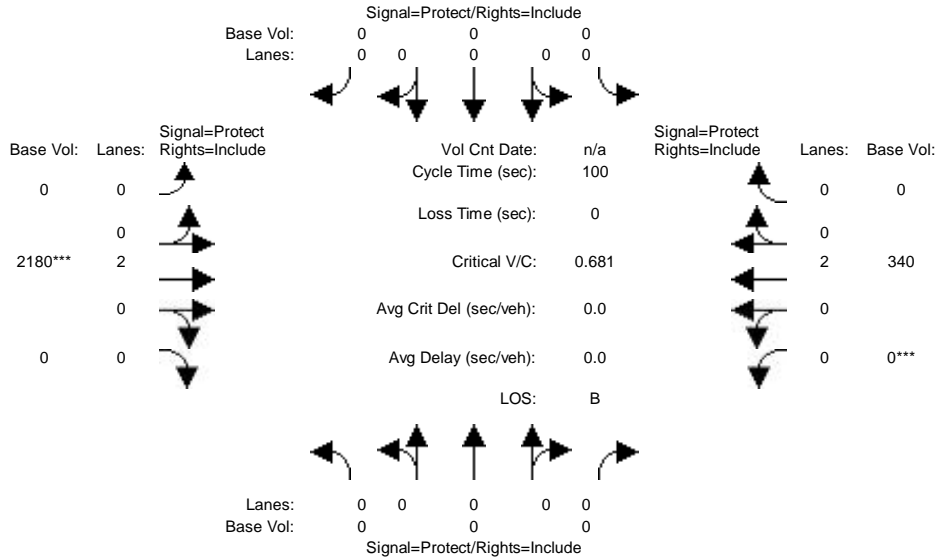 Signal=Protect/Rights=Include
Base Vol: 0 0 0
Lanes: 0 0 0 0 0
Signal=Protect
Base Vol: Lanes: Rights=Include
Vol Cnt Date: n/a
Signal=Protect
Rights=Include Lanes: Base Vol:
Cycle Time (sec): 100
0 0
0 0
Loss Time (sec): 0
0
0
2180*** 2
Critical V/C: 0.681
2 340
0
Avg Crit Del (sec/veh): 0.0
0
0 0
Avg Delay (sec/veh): 0.0
0 0***
LOS: B
Lanes: 0 0 0 0 0
Base Vol: 0 0 0
Signal=Protect/Rights=Include